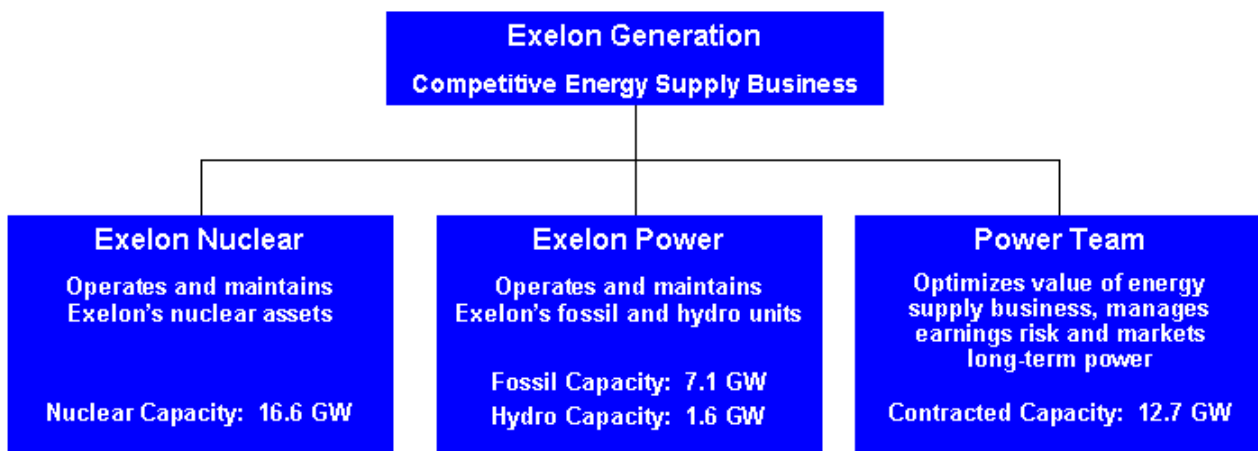 Exelon Generation
Competitive Energy Supply Business
Exelon Nuclear
Operates and maintains
Exelon's nuclear assets
Nuclear Capacity: 16.6 GW
Exelon Power
Operates and maintains
Exelon's fossil and hydro units
Fossil Capacity: 7.1 GW
Hydro Capacity: 1.6 GW
Power Team
Optimizes value of energy
supply business, manages
earnings risk and markets
long-term power
Contracted Capacity: 12.7 GW